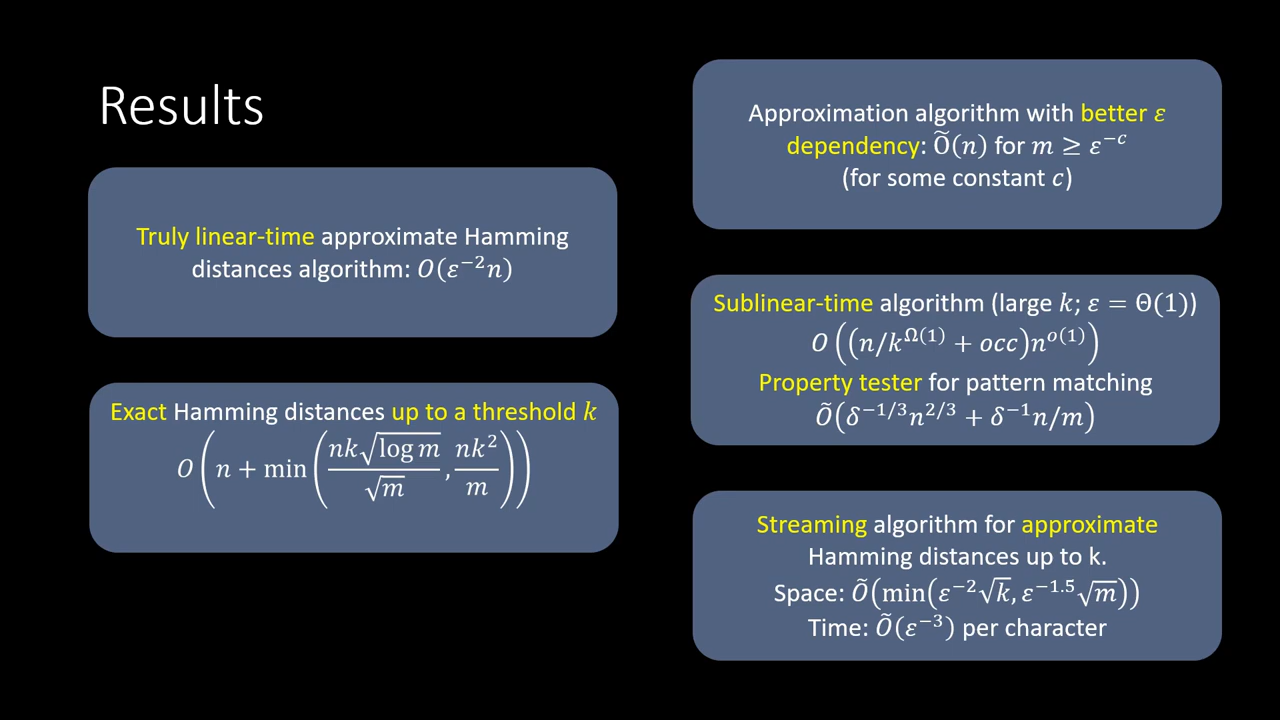 Results
Truly linear-time approximate Hamming
distances algorithm: 𝑂(𝜀⁻²𝑛)
Exact Hamming distances up to a threshold 𝑘
𝑂(𝑛 + min(𝑛𝑘√(log 𝑚)/√𝑚, 𝑛𝑘²/𝑚))
Approximation algorithm with better 𝜀
dependency: Õ(𝑛) for 𝑚 ≥ 𝜀⁻ᶜ
(for some constant 𝑐)
Sublinear-time algorithm (large 𝑘; 𝜀 = Θ(1))
𝑂((𝑛/𝑘^Ω(1) + 𝑜𝑐𝑐)𝑛^𝑜(1))
Property tester for pattern matching
Õ(𝛿^−1/3𝑛^2/3 + 𝛿⁻¹𝑛/𝑚)
Streaming algorithm for approximate
Hamming distances up to k.
Space: Õ(min(𝜀⁻²√𝑘, 𝜀^−1.5√𝑚))
Time: Õ(𝜀⁻³) per character